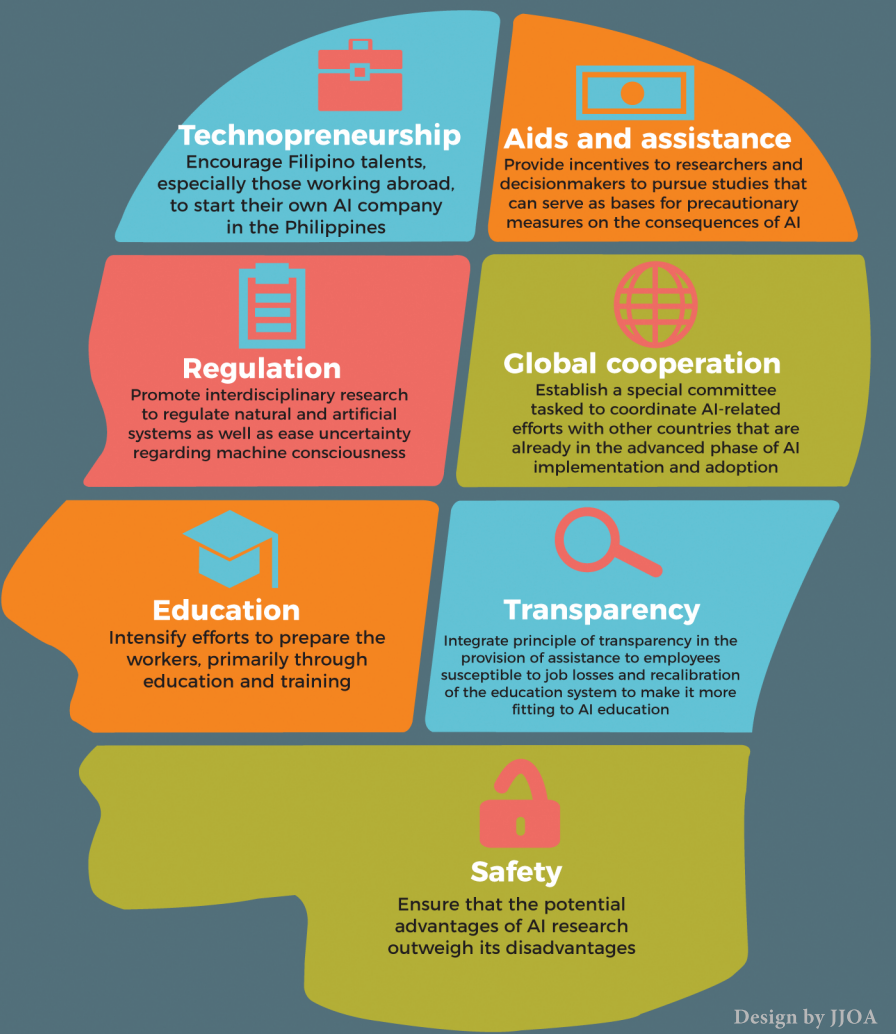 Technopreneurship
Encourage Filipino talents,
especially those working abroad,
to start their own AI company
in the Philippines
Aids and assistance
Provide incentives to researchers and
decisionmakers to pursue studies that
can serve as bases for precautionary
measures on the consequences of AI
Regulation
Promote interdisciplinary research
to regulate natural and artificial
systems as well as ease uncertainty
regarding machine consciousness
Global cooperation
Establish a special committee
tasked to coordinate AI-related
efforts with other countries that are
already in the advanced phase of AI
implementation and adoption
Education
Intensify efforts to prepare the
workers, primarily through
education and training
Transparency
Integrate principle of transparency in the
provision of assistance to employees
susceptible to job losses and recalibration
of the education system to make it more
fitting to AI education
Safety
Ensure that the potential
advantages of AI research
outweigh its disadvantages
Design by JJOA